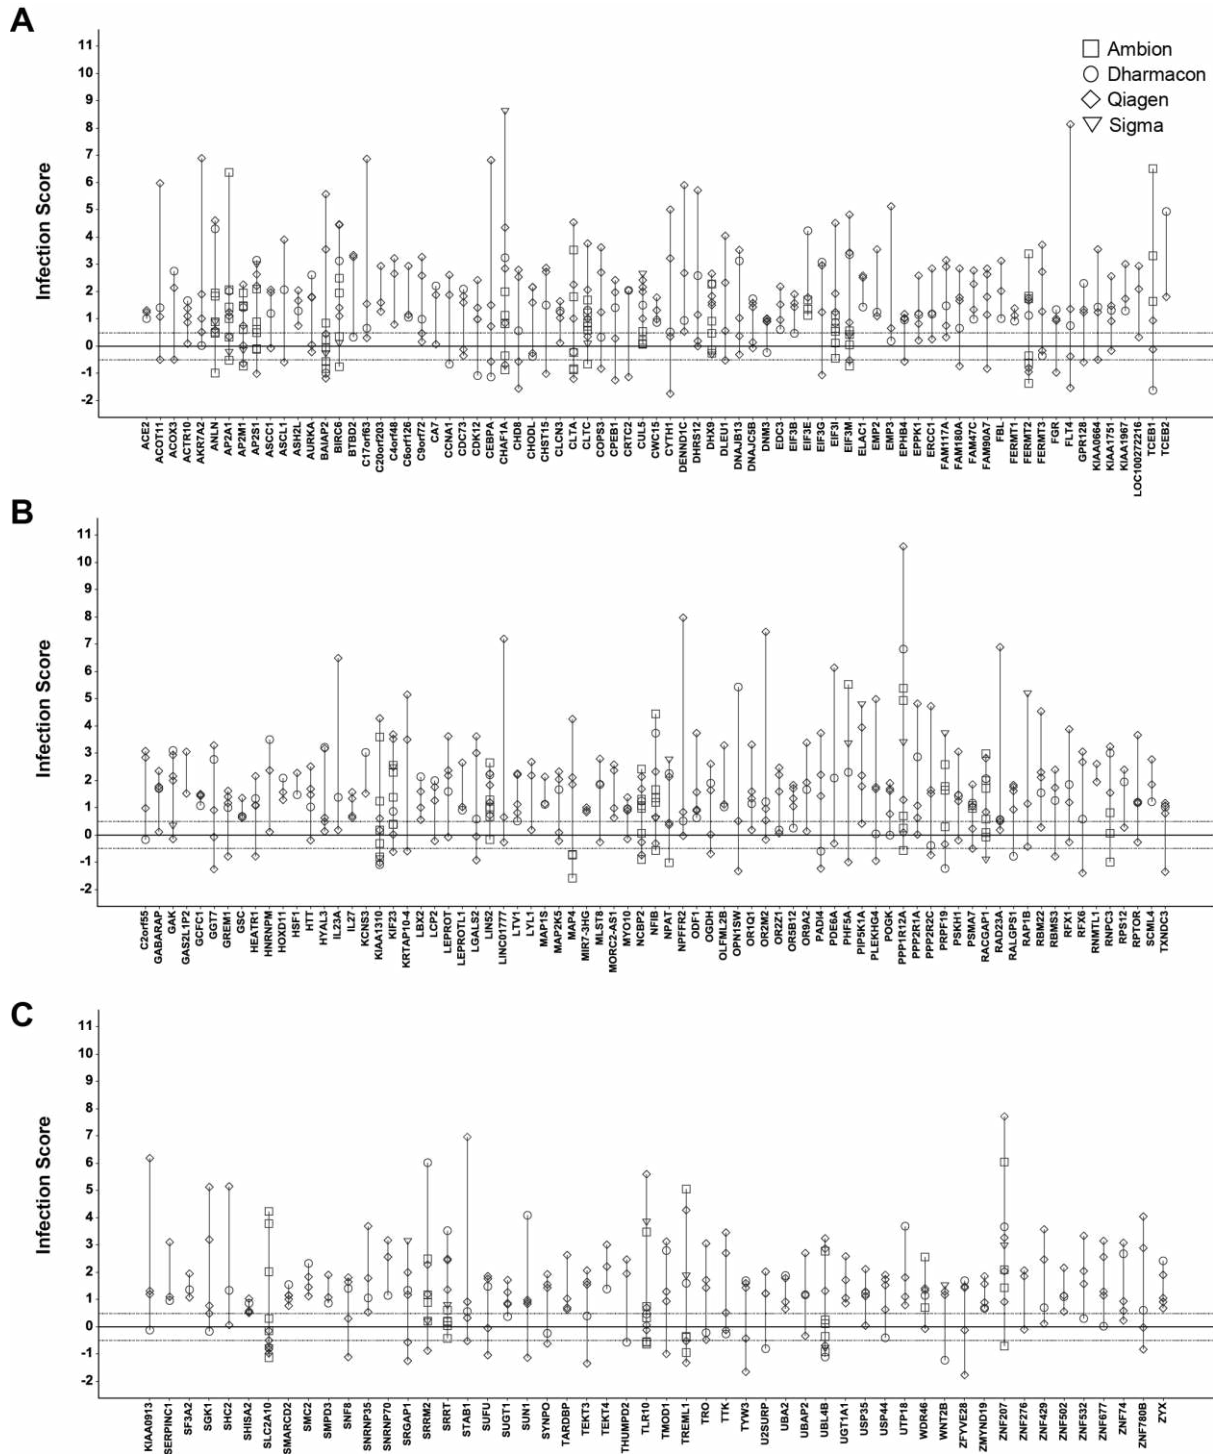 A
11
10
9
8
7
6
5
4
3
2
1
0
-1
-2
Infection Score
Ambion
Dharmacon
Qiagen
Sigma
ACE2
ACOT11
ACOX3
ACTR10
AKR7A2
ANLN
AP2A1
AP2M1
AP2S1
ASCC1
ASCL1
ASH2L
AURKA
BAIAP2
BIRC6
BTBD2
C17orf63
C20orf203
C4orf48
C6orf126
C9orf72
CA7
CCNA1
CDC73
CDK12
CEBPA
CHAF1A
CHD8
CHODL
CHST15
CLCN3
CLTA
CLTC
COPS3
CPEB1
CRTC2
CUL5
CWC15
CYTH1
DENND1C
DHRS12
DHX9
DLEU1
DNAJB13
DNAJC5B
DNM3
EDC3
EIF3B
EIF3E
EIF3G
EIF3I
EIF3M
ELAC1
EMP2
EMP3
EPHB4
EPPK1
ERCC1
FAM117A
FAM180A
FAM47C
FAM90A7
FBL
FERMT1
FERMT2
FERMT3
FGR
FLT4
GPR128
KIAA0664
KIAA1751
KIAA1967
LOC100272216
TCEB1
TCEB2
B
11
10
9
8
7
6
5
4
3
2
1
0
-1
-2
Infection Score
C2orf55
GABARAP
GAK
GAS2L1P2
GCFC1
GGT7
GREM1
GSC
HEATR1
HNRNPM
HOXD11
HSF1
HTT
HYAL3
IL23A
IL27
KCNS3
KIAA1310
KIF23
KRTAP10-4
LBX2
LCP2
LEPROT
LEPROTL1
LGALS2
LIN52
LINC01777
LTV1
LYL1
MAP1S
MAP2K5
MAP4
MIR7-3HG
MLST8
MORC2-AS1
MYO10
NCBP2
NFIB
NPAT
NPFFR2
ODF1
OGDH
OLFML2B
OPN1SW
OR1Q1
OR2M2
OR2Z1
OR5B12
OR9A2
PADI4
PDE6A
PHF5A
PIP5K1A
PLEKHG4
POGK
PPP1R12A
PPP2R1A
PPP2R2C
PRPF19
PSKH1
PSMA7
RACGAP1
RAD23A
RALGPS1
RAP1B
RBM22
RBMS3
RFX1
RFX6
RNMTL1
RNPC3
RPS12
RPTOR
SCML4
TXNDC3
C
11
10
9
8
7
6
5
4
3
2
1
0
-1
-2
Infection Score
KIAA0913
SERPINC1
SF3A2
SGK1
SHC2
SHISA2
SLC2A10
SMARCD2
SMC2
SMPD3
SNF8
SNRNP35
SNRNP70
SRGAP1
SRRM2
SRRT
STAB1
SUFU
SUGT1
SUN1
SYNPO
TARDBP
TEKT3
TEKT4
THUMPD2
TLR10
TMOD1
TREML1
TRO
TTK
TYW3
U2SURP
UBA2
UBAP2
UBL4B
UGT1A1
USP35
USP44
UTP18
WDR46
WNT2B
ZFYVE28
ZMYND19
ZNF207
ZNF276
ZNF429
ZNF502
ZNF532
ZNF677
ZNF74
ZNF780B
ZYX